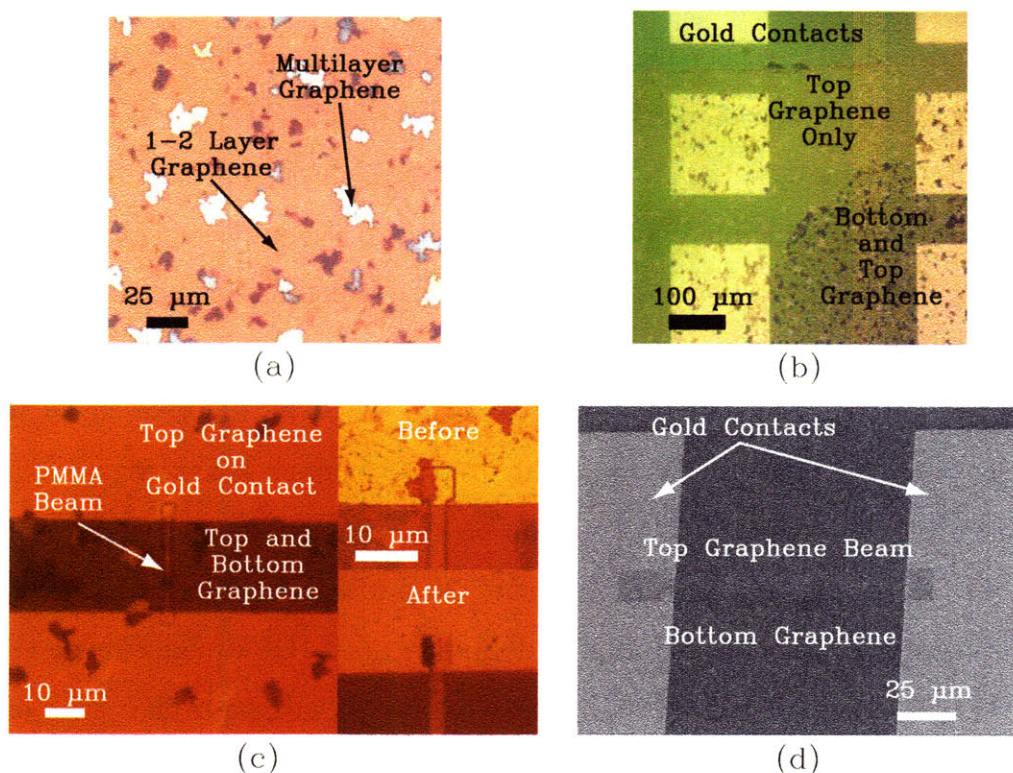 Multilayer
Graphene
1-2 Layer
Graphene
25 μm
(a)
Gold Contacts
Top
Graphene
Only
Bottom
and
Top
Graphene
100 μm
(b)
Top Graphene
on
Gold Contact
PMMA
Beam
Top and
Bottom
Graphene
10 μm
Before
10 μm
After
(c)
Gold Contacts
Top Graphene Beam
Bottom Graphene
25 μm
(d)